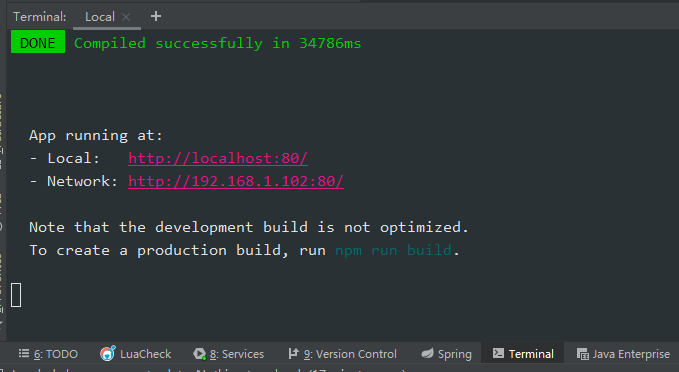 Terminal: Local × +
DONE Compiled successfully in 34786ms
App running at:
- Local: http://localhost:80/
- Network: http://192.168.1.102:80/
Note that the development build is not optimized.
To create a production build, run npm run build.
6: TODO LuaCheck 8: Services 9: Version Control Spring Terminal Java Enterprise